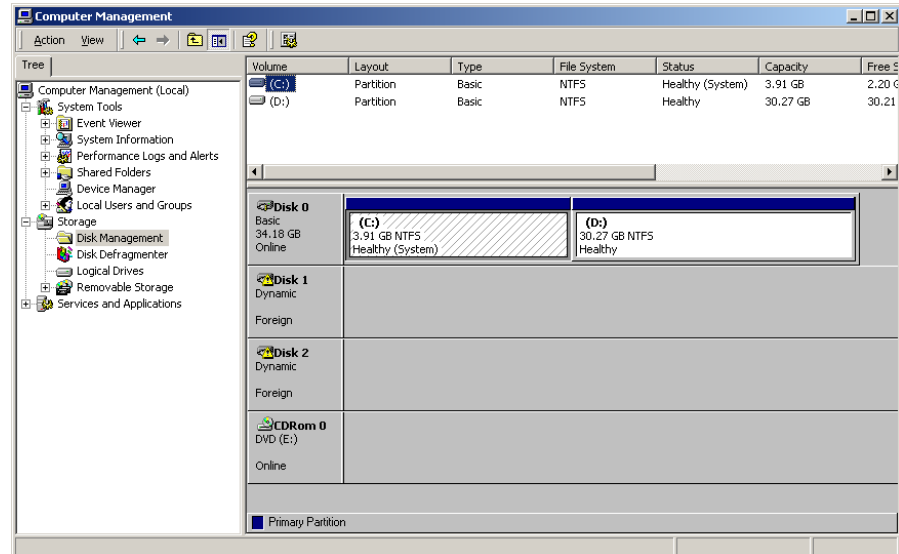 Computer Management
Action View
Tree
Computer Management (Local)
System Tools
Event Viewer
System Information
Performance Logs and Alerts
Shared Folders
Device Manager
Local Users and Groups
Storage
Disk Management
Disk Defragmenter
Logical Drives
Removable Storage
Services and Applications
Volume Layout Type File System Status Capacity Free S
(C:) Partition Basic NTFS Healthy (System) 3.91 GB 2.20 G
(D:) Partition Basic NTFS Healthy 30.27 GB 30.21
Disk 0
Basic
34.18 GB
Online
(C:)
3.91 GB NTFS
Healthy (System)
(D:)
30.27 GB NTFS
Healthy
Disk 1
Dynamic
Foreign
Disk 2
Dynamic
Foreign
CDRom 0
DVD (E:)
Online
Primary Partition